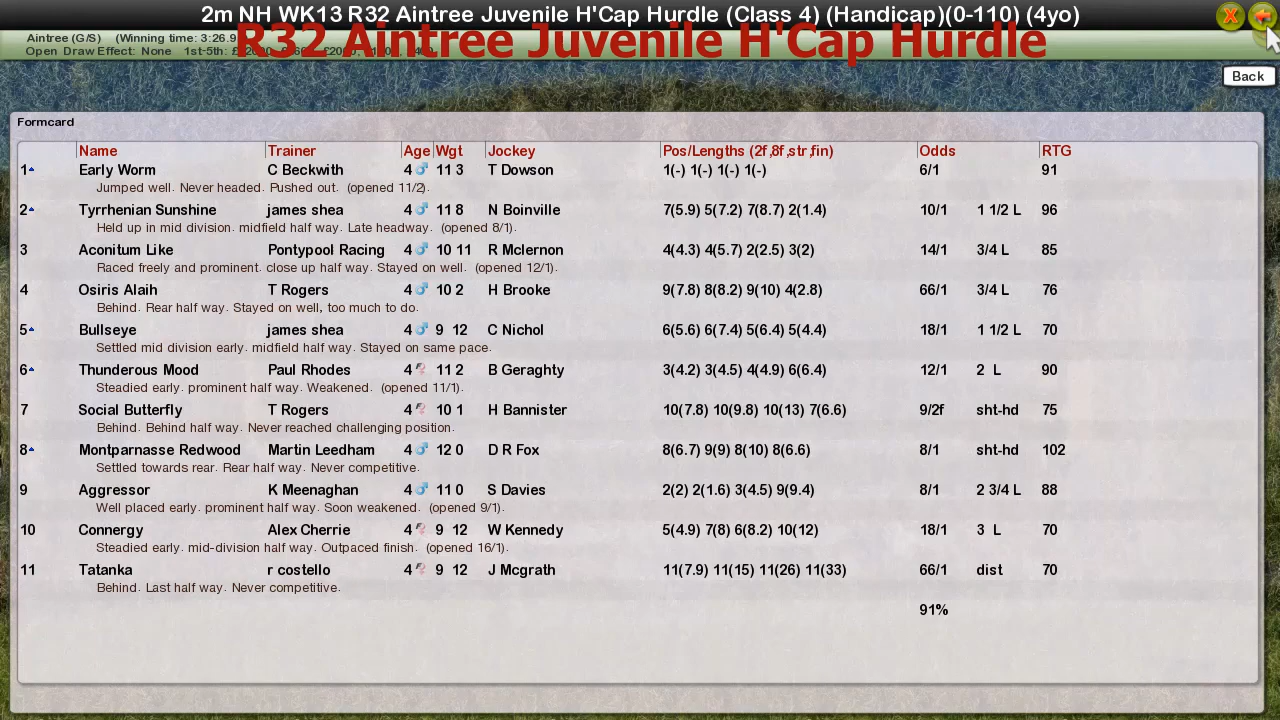 2m NH WK13 R32 Aintree Juvenile H'Cap Hurdle (Class 4) (Handicap)(0-110) (4yo)
R32 Aintree Juvenile H'Cap Hurdle
Aintree (G/S) (Winning time: 3:26.9
Open Draw Effect: None 1st-5th:
X
Back
Formcard
Name Trainer Age Wgt Jockey Pos/Lengths (2f,8f,str,fin) Odds RTG
1 Early Worm C Beckwith 4 11 3 T Dowson 1(-) 1(-) 1(-) 1(-) 6/1 91
Jumped well. Never headed. Pushed out. (opened 11/2).
2 Tyrrhenian Sunshine james shea 4 11 8 N Boinville 7(5.9) 5(7.2) 7(8.7) 2(1.4) 10/1 1 1/2 L 96
Held up in mid division. midfield half way. Late headway. (opened 8/1).
3 Aconitum Like Pontypool Racing 4 10 11 R Mclernon 4(4.3) 4(5.7) 2(2.5) 3(2) 14/1 3/4 L 85
Raced freely and prominent. close up half way. Stayed on well. (opened 12/1).
4 Osiris Alaih T Rogers 4 10 2 H Brooke 9(7.8) 8(8.2) 9(10) 4(2.8) 66/1 3/4 L 76
Behind. Rear half way. Stayed on well, too much to do.
5 Bullseye james shea 4 9 12 C Nichol 6(5.6) 6(7.4) 5(6.4) 5(4.4) 18/1 1 1/2 L 70
Settled mid division early. midfield half way. Stayed on same pace.
6 Thunderous Mood Paul Rhodes 4 11 2 B Geraghty 3(4.2) 3(4.5) 4(4.9) 6(6.4) 12/1 2 L 90
Steadied early. prominent half way. Weakened. (opened 11/1).
7 Social Butterfly T Rogers 4 10 1 H Bannister 10(7.8) 10(9.8) 10(13) 7(6.6) 9/2f sht-hd 75
Behind. Behind half way. Never reached challenging position.
8 Montparnasse Redwood Martin Leedham 4 12 0 D R Fox 8(6.7) 9(9) 8(10) 8(6.6) 8/1 sht-hd 102
Settled towards rear. Rear half way. Never competitive.
9 Aggressor K Meenaghan 4 11 0 S Davies 2(2) 2(1.6) 3(4.5) 9(9.4) 8/1 2 3/4 L 88
Well placed early. prominent half way. Soon weakened. (opened 9/1).
10 Connergy Alex Cherrie 4 9 12 W Kennedy 5(4.9) 7(8) 6(8.2) 10(12) 18/1 3 L 70
Steadied early. mid-division half way. Outpaced finish. (opened 16/1).
11 Tatanka r costello 4 9 12 J Mcgrath 11(7.9) 11(15) 11(26) 11(33) 66/1 dist 70
Behind. Last half way. Never competitive.
91%